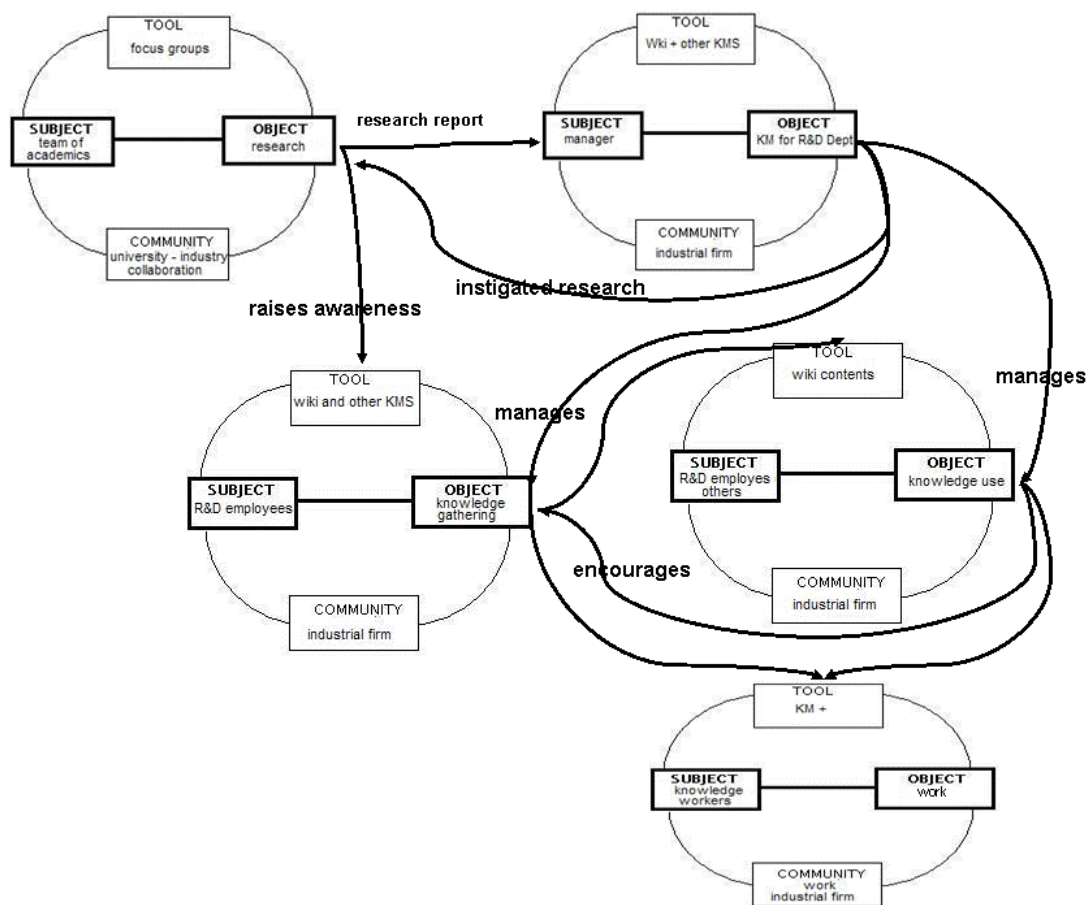 TOOL
focus groups
SUBJECT
team of
academics
OBJECT
research
COMMUNITY
university - industry
collaboration
research report
TOOL
Wki + other KMS
SUBJECT
manager
OBJECT
KM for R&D Dept
COMMUNITY
industrial firm
instigated research
raises awareness
manages
manages
TOOL
wiki and other KMS
SUBJECT
R&D employees
OBJECT
knowledge
gathering
COMMUNITY
industrial firm
TOOL
wiki contents
SUBJECT
R&D employes
others
OBJECT
knowledge use
COMMUNITY
industrial firm
encourages
TOOL
KM +
SUBJECT
knowledge
workers
OBJECT
work
COMMUNITY
work
industrial firm